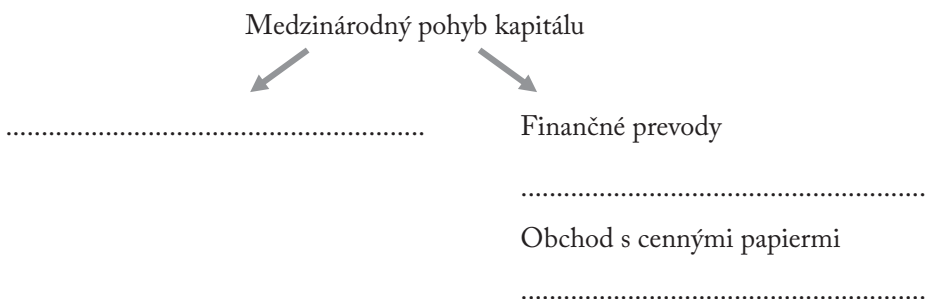 Medzinárodný pohyb kapitálu
........................................................... Finančné prevody
.........................................................
Obchod s cennými papiermi
.........................................................